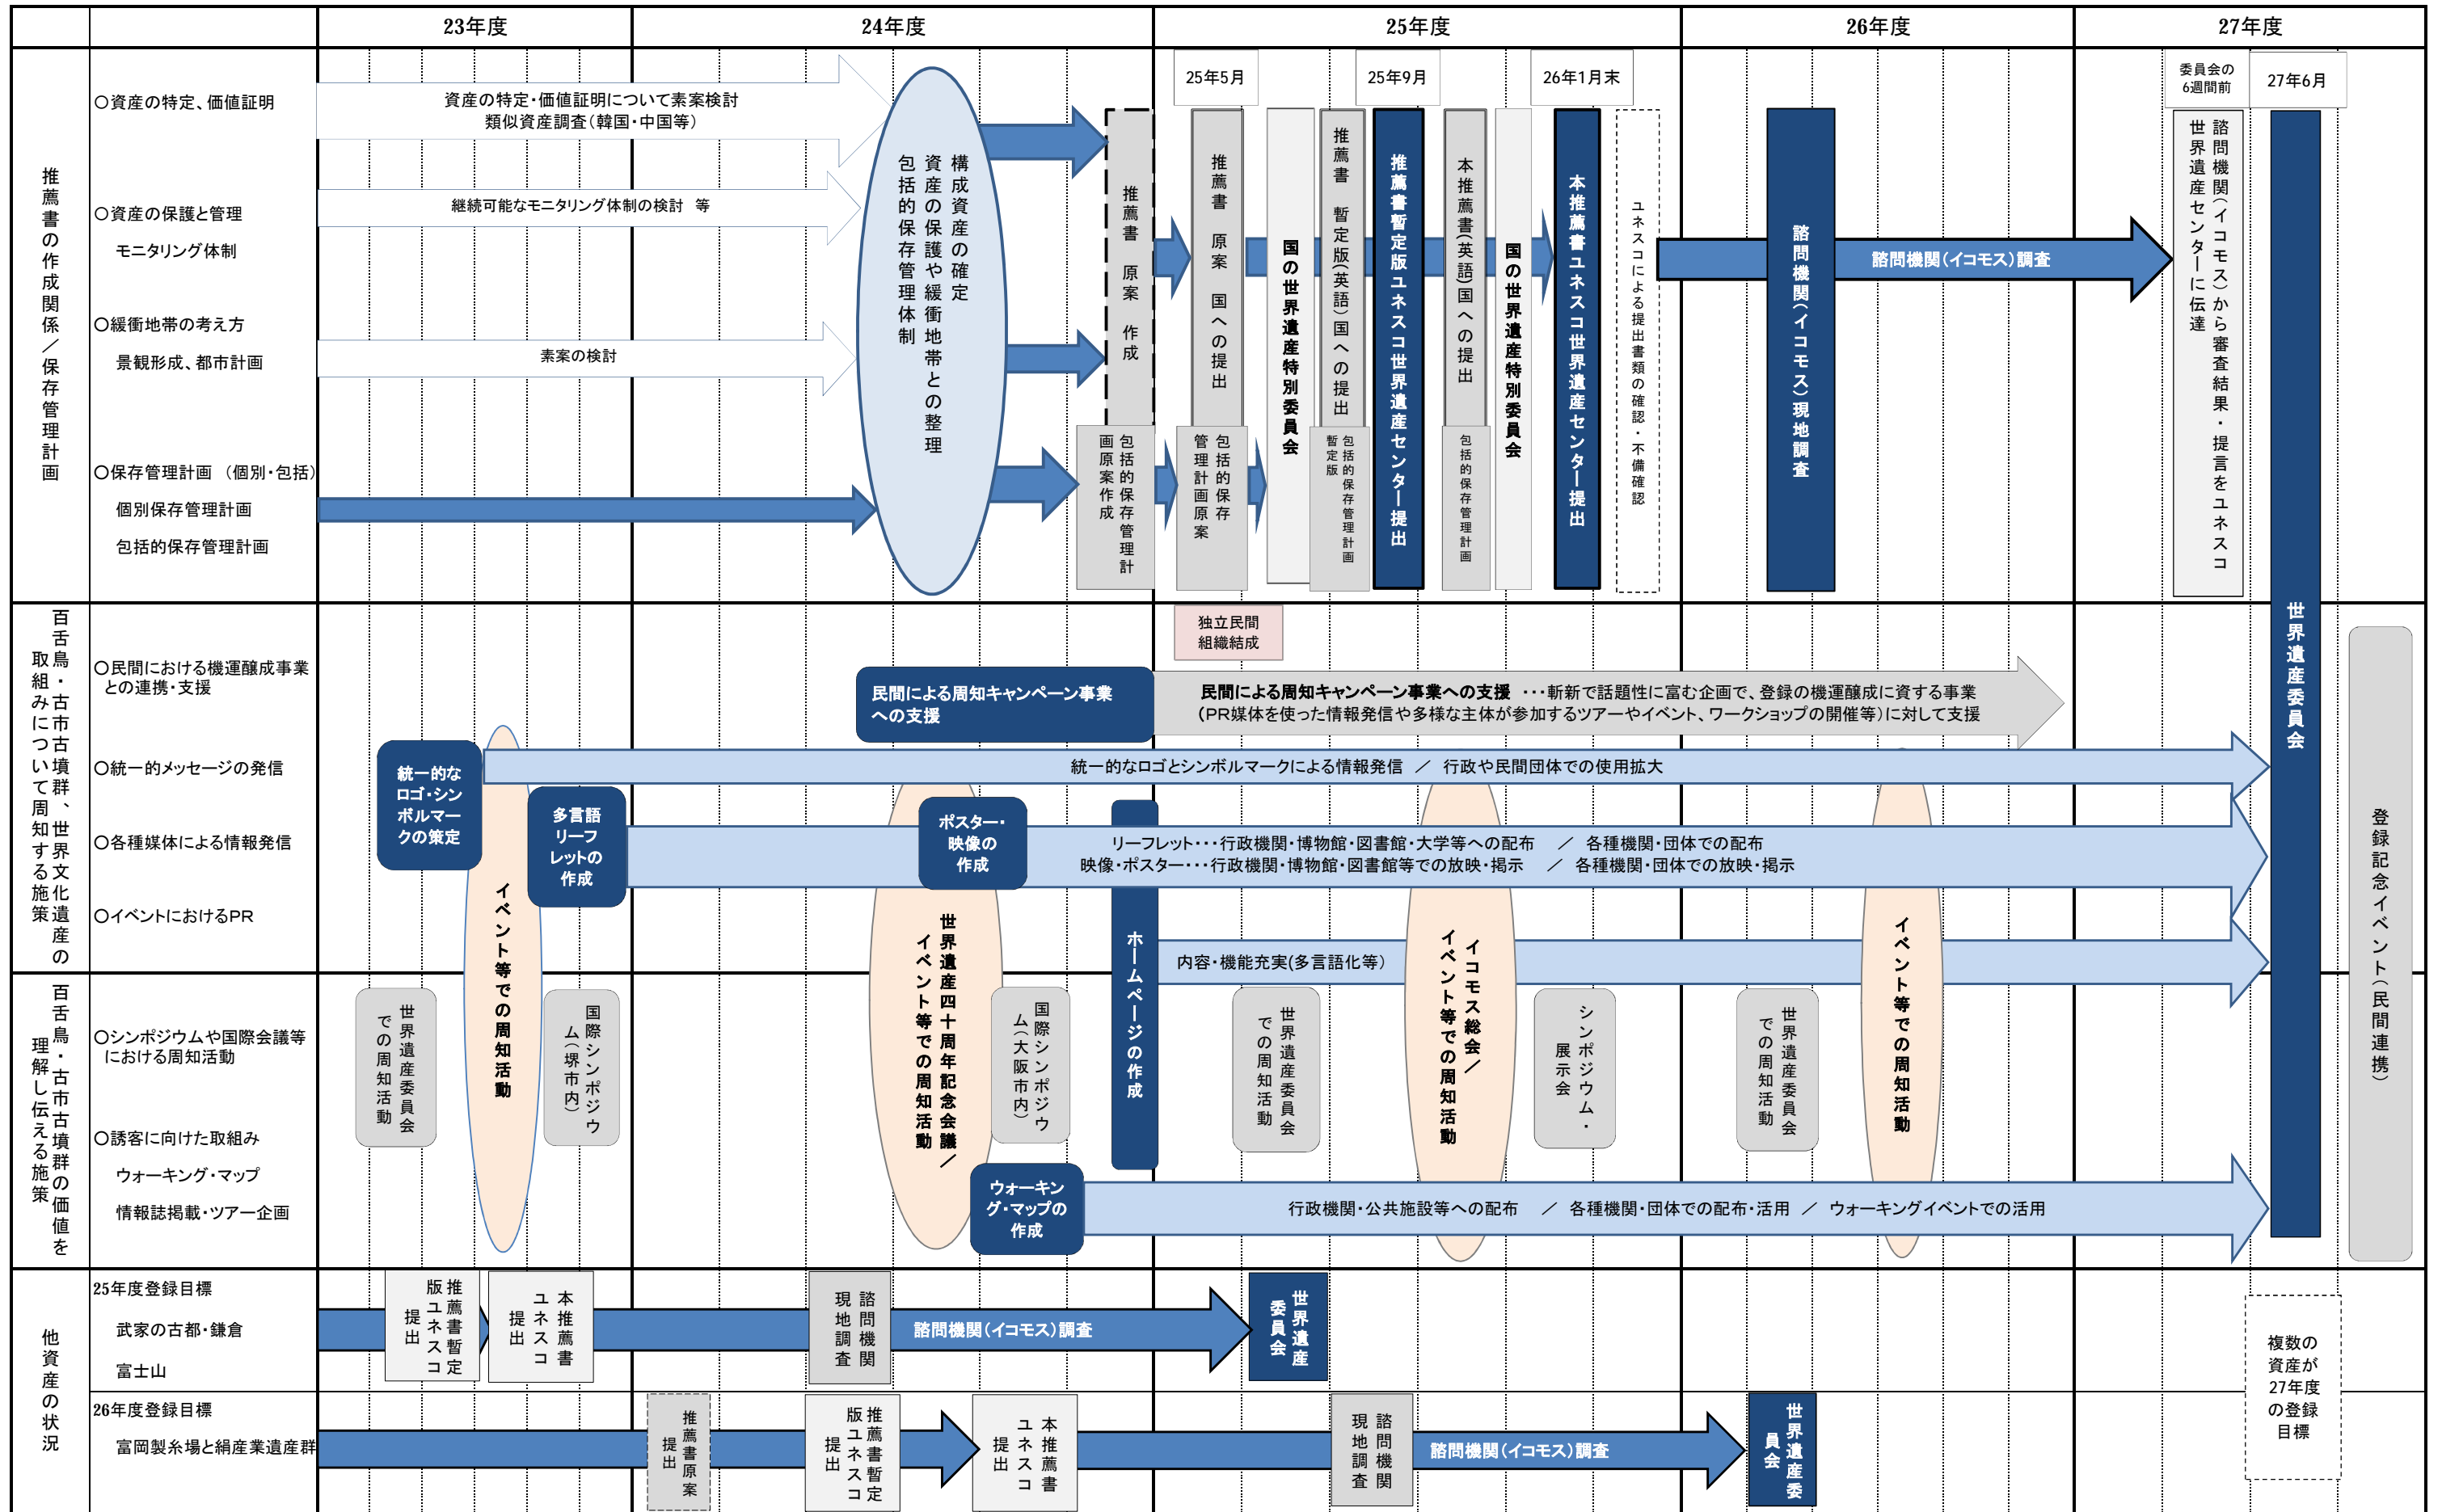 23年度
24年度
25年度
26年度
27年度
推薦書の作成関係／保存管理計画
〇資産の特定、価値証明
〇資産の保護と管理
モニタリング体制
〇緩衝地帯の考え方
景観形成、都市計画
〇保存管理計画 （個別・包括）
個別保存管理計画
包括的保存管理計画
資産の特定・価値証明について素案検討
類似資産調査（韓国・中国等）
継続可能なモニタリング体制の検討 等
素案の検討
構成資産の確定
資産の保護や緩衝地帯との整理
包括的保存管理体制
推薦書 原案 作成
包括的保存管理計
画原案作成
25年5月
推薦書 原案 国への提出
包括的保存
管理計画原案
国の世界遺産特別委員会
推薦書 暫定版（英語）国への提出
包括的保存管理計画
暫定版
25年9月
推薦書暫定版ユネスコ世界遺産センター提出
本推薦書（英語）国への提出
包括的保存管理計画
国の世界遺産特別委員会
26年1月末
本推薦書ユネスコ世界遺産センター提出
ユネスコによる提出書類の確認・不備確認
諮問機関（イコモス）現地調査
諮問機関（イコモス）調査
委員会の
6週間前
諮問機関（イコモス）から審査結果・提言をユネスコ
世界遺産センターに伝達
27年6月
世界遺産委員会
百舌鳥・古市古墳群、世界文化遺産の
取組みについて周知する施策
〇民間における機運醸成事業
との連携・支援
〇統一的メッセージの発信
〇各種媒体による情報発信
〇イベントにおけるPR
独立民間
組織結成
民間による周知キャンペーン事業
への支援
民間による周知キャンペーン事業への支援 ・・・斬新で話題性に富む企画で、登録の機運醸成に資する事業
（PR媒体を使った情報発信や多様な主体が参加するツアーやイベント、ワークショップの開催等）に対して支援
統一的な
ロゴ・シン
ボルマー
クの策定
統一的なロゴとシンボルマークによる情報発信 ／ 行政や民間団体での使用拡大
多言語
リーフ
レットの
作成
ポスター・
映像の
作成
リーフレット・・・行政機関・博物館・図書館・大学等への配布 ／ 各種機関・団体での配布
映像・ポスター・・・行政機関・博物館・図書館等での放映・掲示 ／ 各種機関・団体での放映・掲示
イベント等での周知活動
世界遺産四十周年記念会議／
イベント等での周知活動
ホームページの作成
内容・機能充実(多言語化等）
イコモス総会／
イベント等での周知活動
イベント等での周知活動
登録記念イベント（民間連携）
百舌鳥・古市古墳群の価値を
理解し伝える施策
〇シンポジウムや国際会議等
における周知活動
〇誘客に向けた取組み
ウォーキング・マップ
情報誌掲載・ツアー企画
世界遺産委員会
での周知活動
国際シンポジウ
ム（堺市内）
国際シンポジウ
ム（大阪市内）
世界遺産委員会
での周知活動
シンポジウム・
展示会
世界遺産委員会
での周知活動
ウォーキン
グ・マップの
作成
行政機関・公共施設等への配布 ／ 各種機関・団体での配布・活用 ／ ウォーキングイベントでの活用
他資産の状況
25年度登録目標
武家の古都・鎌倉
富士山
推薦書暫定
版ユネスコ
提出
本推薦書
ユネスコ
提出
諮問機関
現地調査
諮問機関（イコモス）調査
世界遺産
委員会
26年度登録目標
富岡製糸場と絹産業遺産群
推薦書原案
提出
推薦書暫定
版ユネスコ
提出
本推薦書
ユネスコ
提出
諮問機関
現地調査
諮問機関（イコモス）調査
世界遺産委
員会
複数の
資産が
27年度
の登録
目標